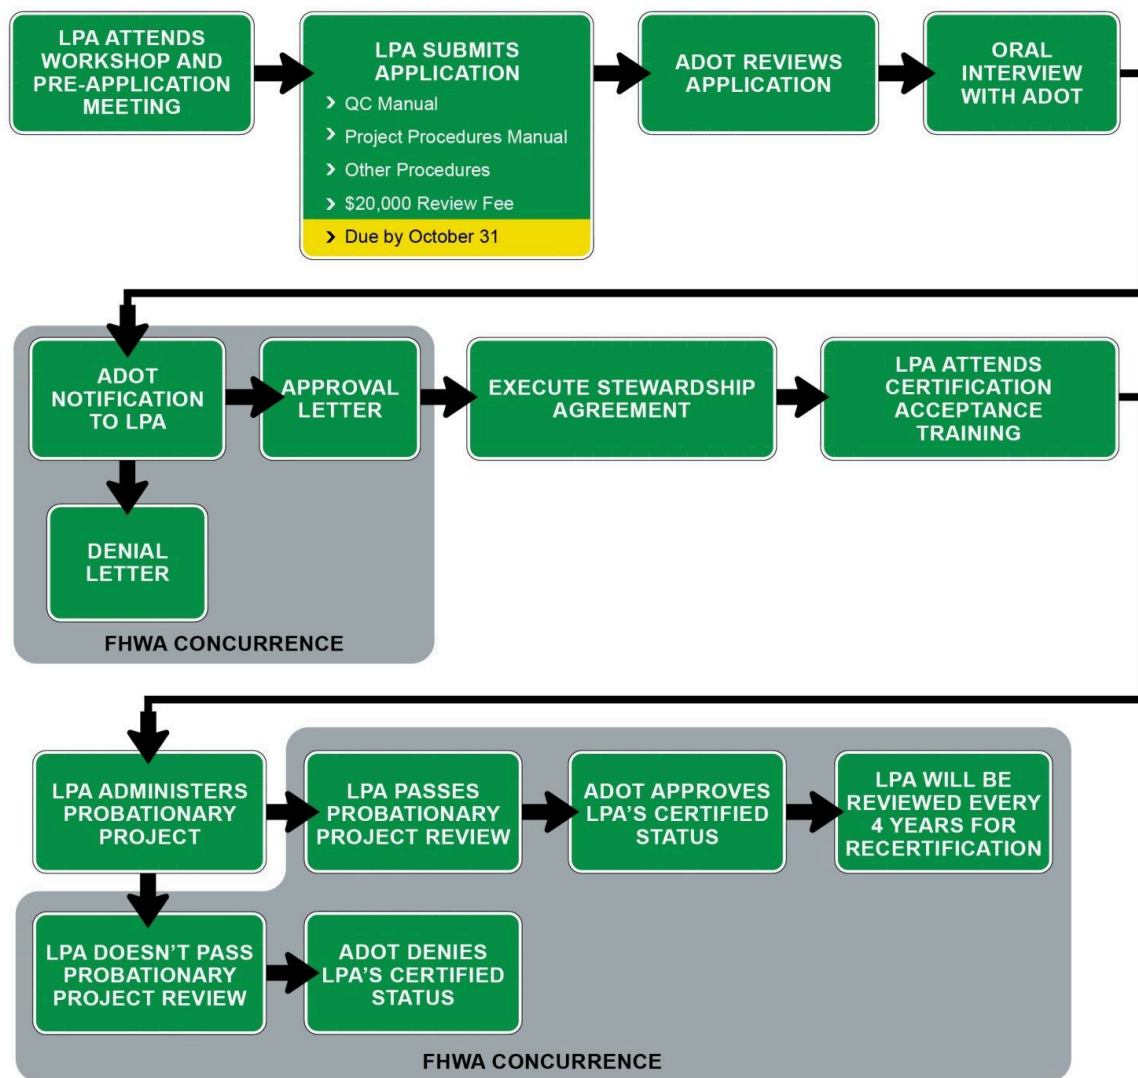 LPA ATTENDS
WORKSHOP AND
PRE-APPLICATION
MEETING
LPA SUBMITS
APPLICATION
QC Manual
Project Procedures Manual
Other Procedures
$20,000 Review Fee
Due by October 31
ADOT REVIEWS
APPLICATION
ORAL
INTERVIEW
WITH ADOT
ADOT
NOTIFICATION
TO LPA
APPROVAL
LETTER
EXECUTE STEWARDSHIP
AGREEMENT
LPA ATTENDS
CERTIFICATION
ACCEPTANCE
TRAINING
DENIAL
LETTER
FHWA CONCURRENCE
LPA ADMINISTERS
PROBATIONARY
PROJECT
LPA PASSES
PROBATIONARY
PROJECT REVIEW
ADOT APPROVES
LPA'S CERTIFIED
STATUS
LPA WILL BE
REVIEWED EVERY
4 YEARS FOR
RECERTIFICATION
LPA DOESN'T PASS
PROBATIONARY
PROJECT REVIEW
ADOT DENIES
LPA'S CERTIFIED
STATUS
FHWA CONCURRENCE